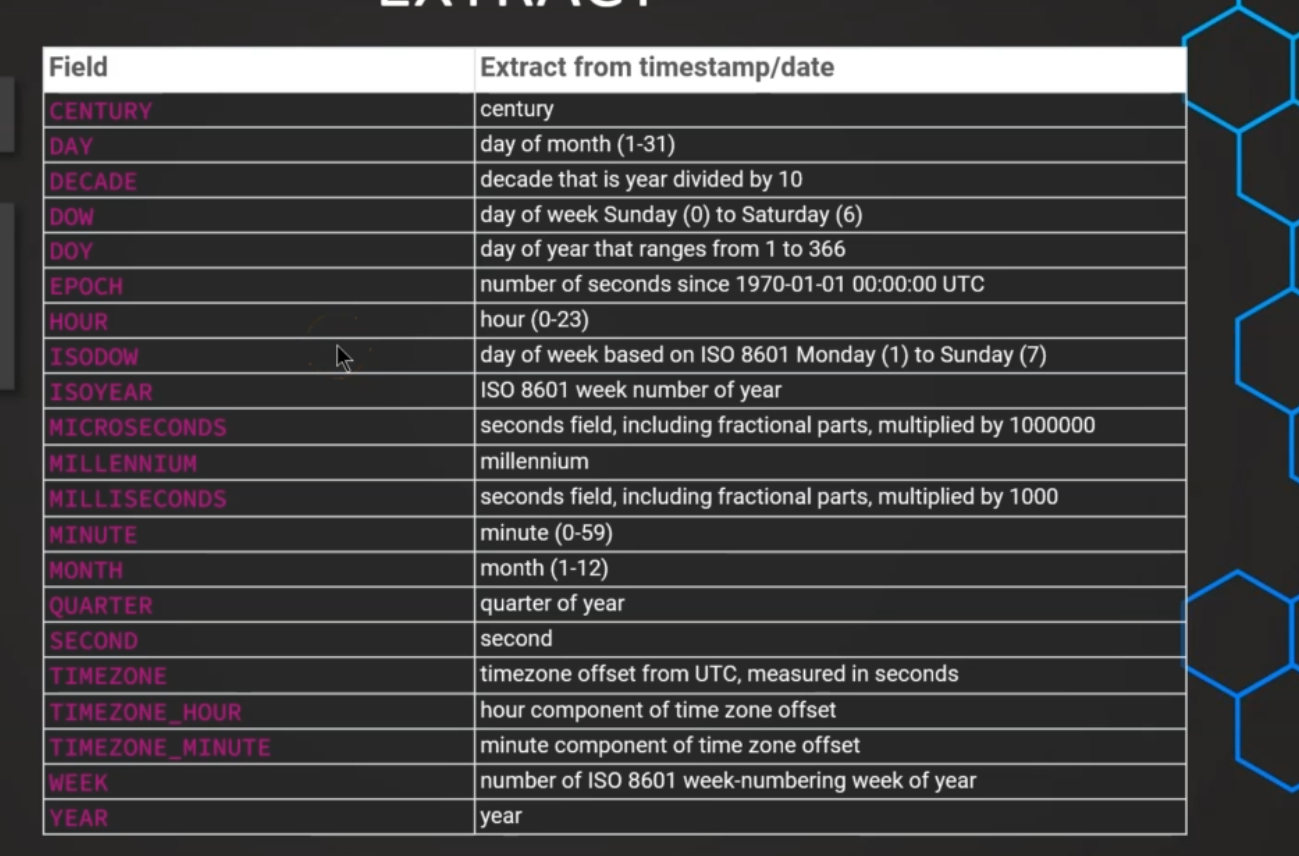 EXTRACT
Field Extract from timestamp/date
CENTURY century
DAY day of month (1-31)
DECADE decade that is year divided by 10
DOW day of week Sunday (0) to Saturday (6)
DOY day of year that ranges from 1 to 366
EPOCH number of seconds since 1970-01-01 00:00:00 UTC
HOUR hour (0-23)
ISODOW day of week based on ISO 8601 Monday (1) to Sunday (7)
ISOYEAR ISO 8601 week number of year
MICROSECONDS seconds field, including fractional parts, multiplied by 1000000
MILLENNIUM millennium
MILLISECONDS seconds field, including fractional parts, multiplied by 1000
MINUTE minute (0-59)
MONTH month (1-12)
QUARTER quarter of year
SECOND second
TIMEZONE timezone offset from UTC, measured in seconds
TIMEZONE_HOUR hour component of time zone offset
TIMEZONE_MINUTE minute component of time zone offset
WEEK number of ISO 8601 week-numbering week of year
YEAR year